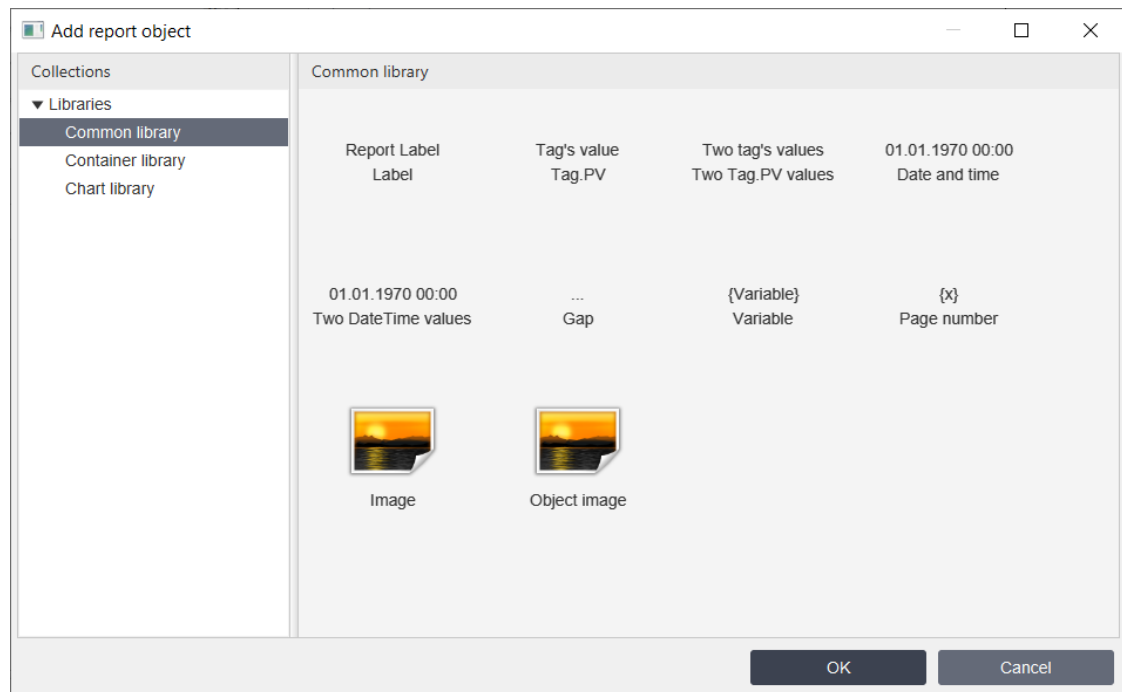 Add report object
Collections
Libraries
Common library
Container library
Chart library
Common library
Report Label
Label
Tag's value
Tag.PV
Two tag's values
Two Tag.PV values
01.01.1970 00:00
Date and time
01.01.1970 00:00
Two DateTime values
...
Gap
{Variable}
Variable
{x}
Page number
Image
Object image
OK
Cancel